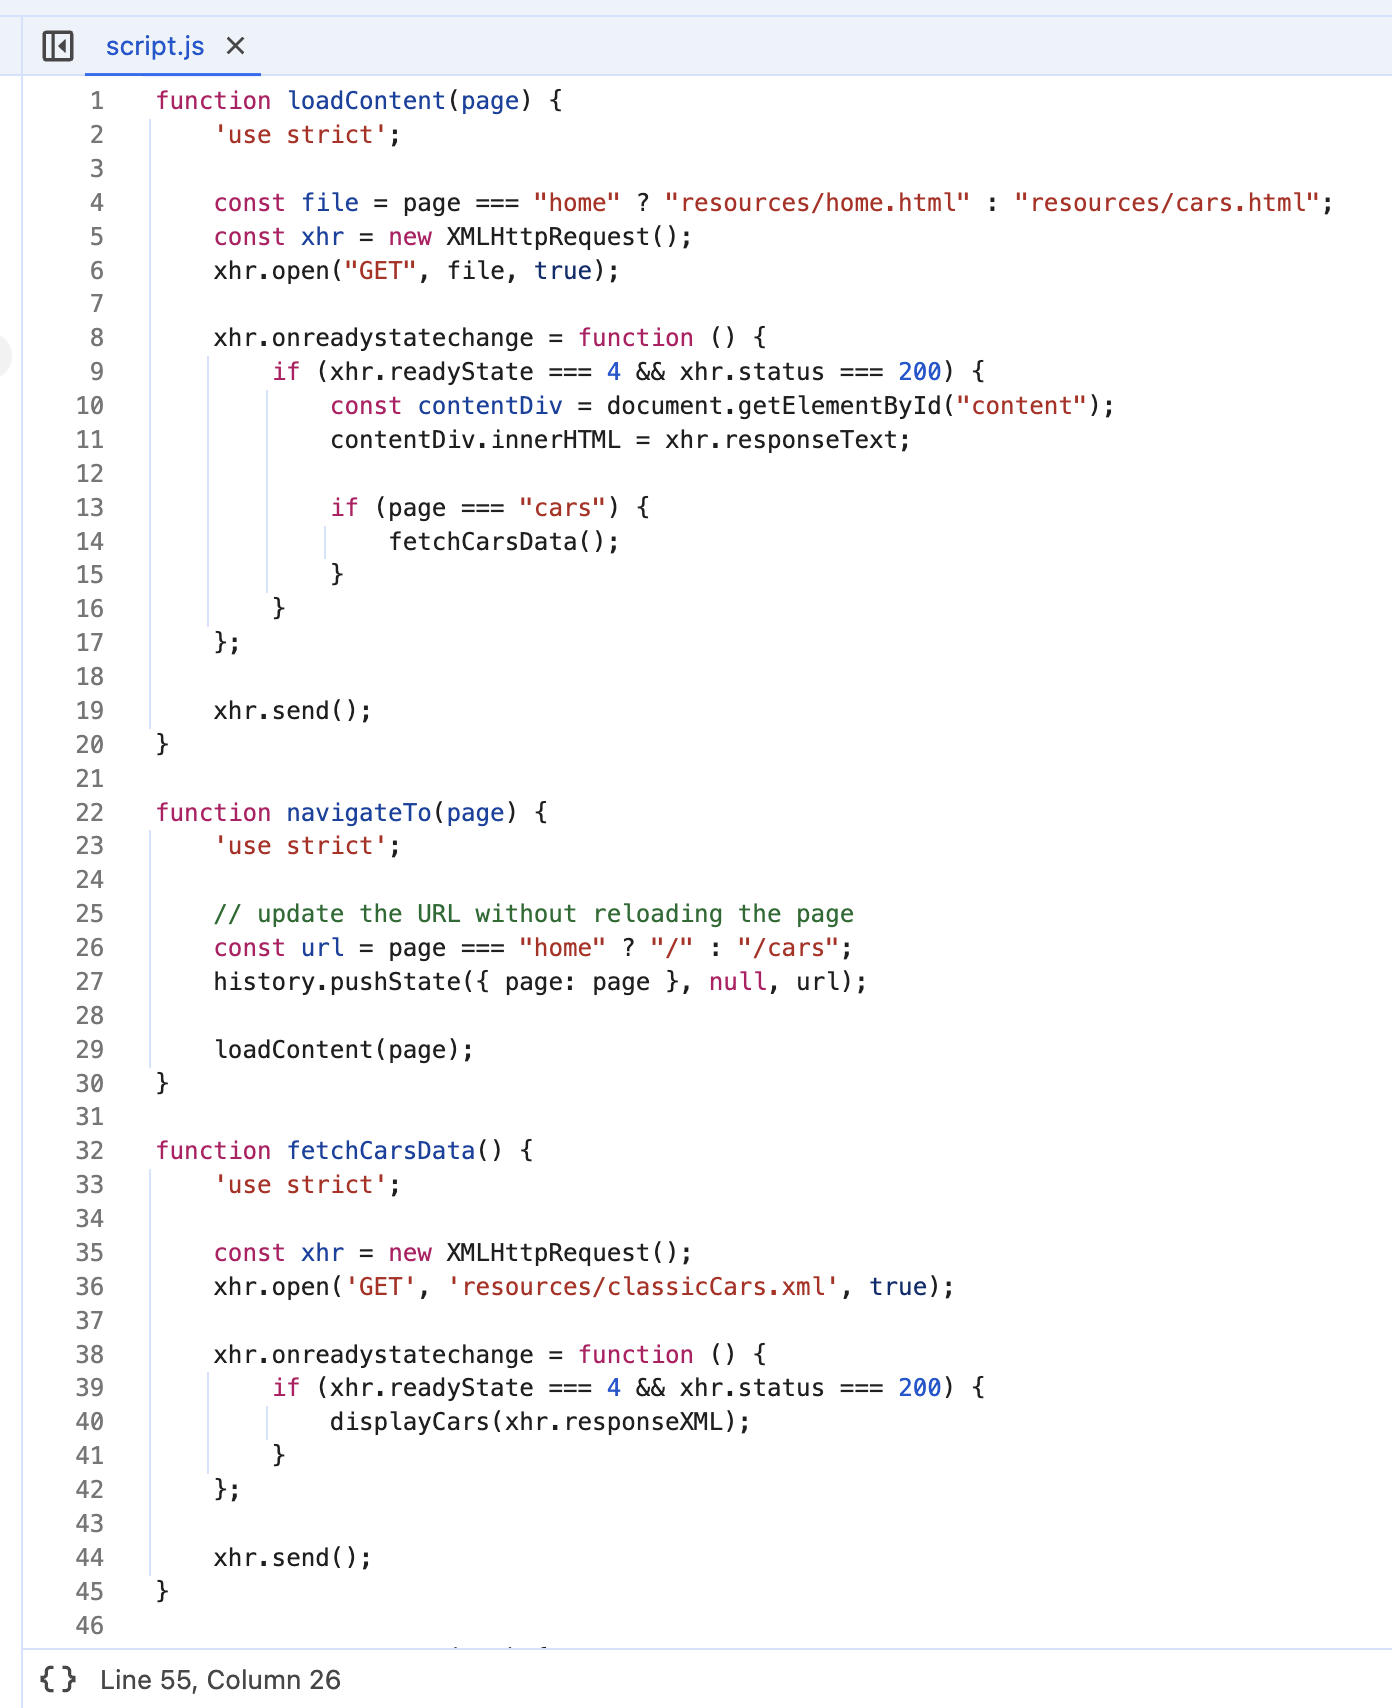 script.js
1 function loadContent(page) {
2     'use strict';
3
4     const file = page === "home" ? "resources/home.html" : "resources/cars.html";
5     const xhr = new XMLHttpRequest();
6     xhr.open("GET", file, true);
7
8     xhr.onreadystatechange = function () {
9         if (xhr.readyState === 4 && xhr.status === 200) {
10             const contentDiv = document.getElementById("content");
11             contentDiv.innerHTML = xhr.responseText;
12
13             if (page === "cars") {
14                 fetchCarsData();
15             }
16         }
17     };
18
19     xhr.send();
20 }
21
22 function navigateTo(page) {
23     'use strict';
24
25     // update the URL without reloading the page
26     const url = page === "home" ? "/" : "/cars";
27     history.pushState({ page: page }, null, url);
28
29     loadContent(page);
30 }
31
32 function fetchCarsData() {
33     'use strict';
34
35     const xhr = new XMLHttpRequest();
36     xhr.open('GET', 'resources/classicCars.xml', true);
37
38     xhr.onreadystatechange = function () {
39         if (xhr.readyState === 4 && xhr.status === 200) {
40             displayCars(xhr.responseXML);
41         }
42     };
43
44     xhr.send();
45 }
46
{} Line 55, Column 26